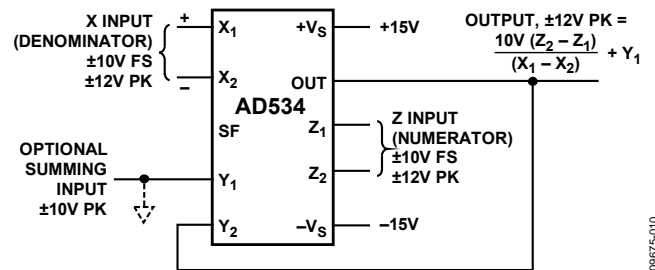 X INPUT
(DENOMINATOR)
±10V FS
±12V PK
+
–
OPTIONAL
SUMMING
INPUT
±10V PK
X1
X2
SF
Y1
Y2
AD534
+VS
OUT
Z1
Z2
–VS
+15V
Z INPUT
(NUMERATOR)
±10V FS
±12V PK
–15V
OUTPUT, ±12V PK =
10V (Z2 – Z1)
(X1 – X2)
+ Y1
09675-010